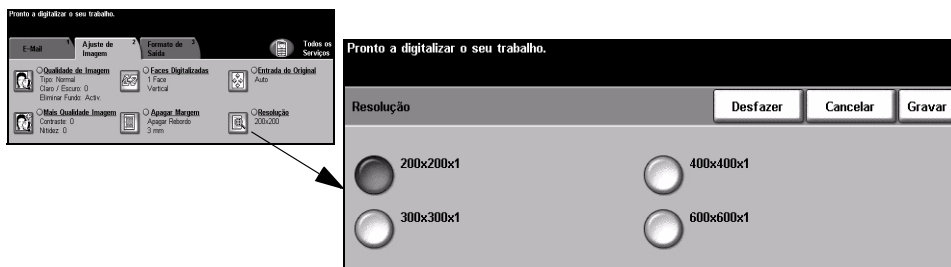 Pronto a digitalizar o seu trabalho.
E-Mail 1
Ajuste de Imagem 2
Formato de Saída 3
Todos os Serviços
Qualidade de Imagem
Tipo: Normal
Claro / Escuro: 0
Eliminar Fundo: Activ.
Faces Digitalizadas
1 Face
Vertical
Entrada do Original
Auto
Mais Qualidade Imagem
Contraste: 0
Nitidez: 0
Apagar Margem
Apagar Rebordo
3 mm
Resolução
200x200
Pronto a digitalizar o seu trabalho.
Resolução
Desfazer
Cancelar
Gravar
200x200x1
400x400x1
300x300x1
600x600x1